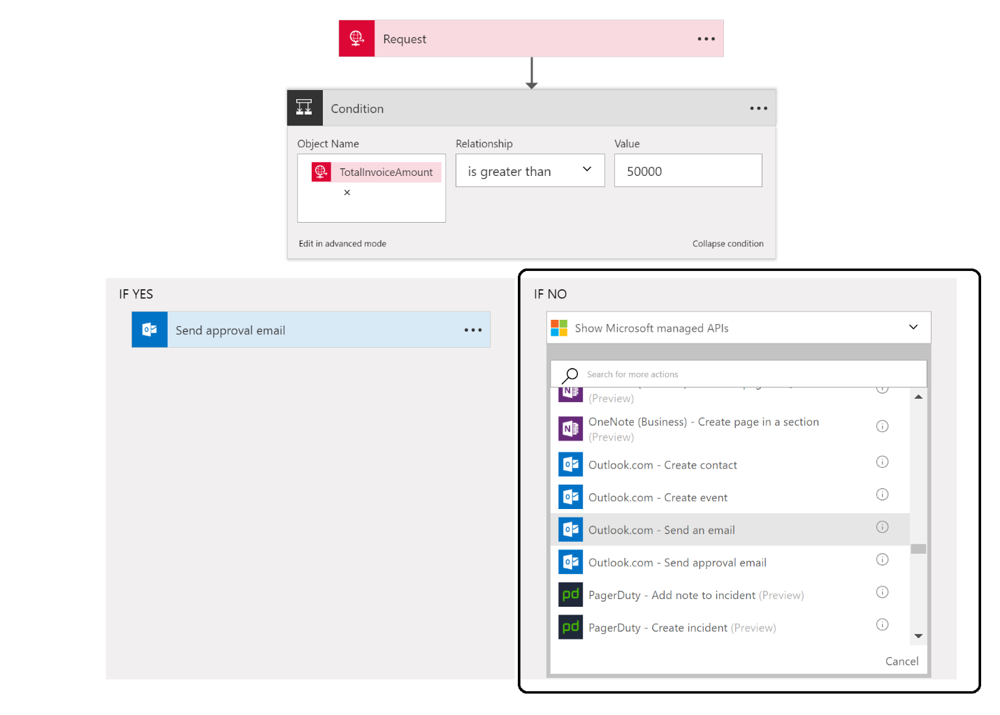 Request
Condition
Object Name
Relationship
Value
TotalInvoiceAmount
×
is greater than
50000
Edit in advanced mode
Collapse condition
IF YES
Send approval email
IF NO
Show Microsoft managed APIs
Search for more actions
(Preview)
OneNote (Business) - Create page in a section
(Preview)
Outlook.com - Create contact
Outlook.com - Create event
Outlook.com - Send an email
Outlook.com - Send approval email
pd PagerDuty - Add note to incident (Preview)
pd PagerDuty - Create incident (Preview)
Cancel